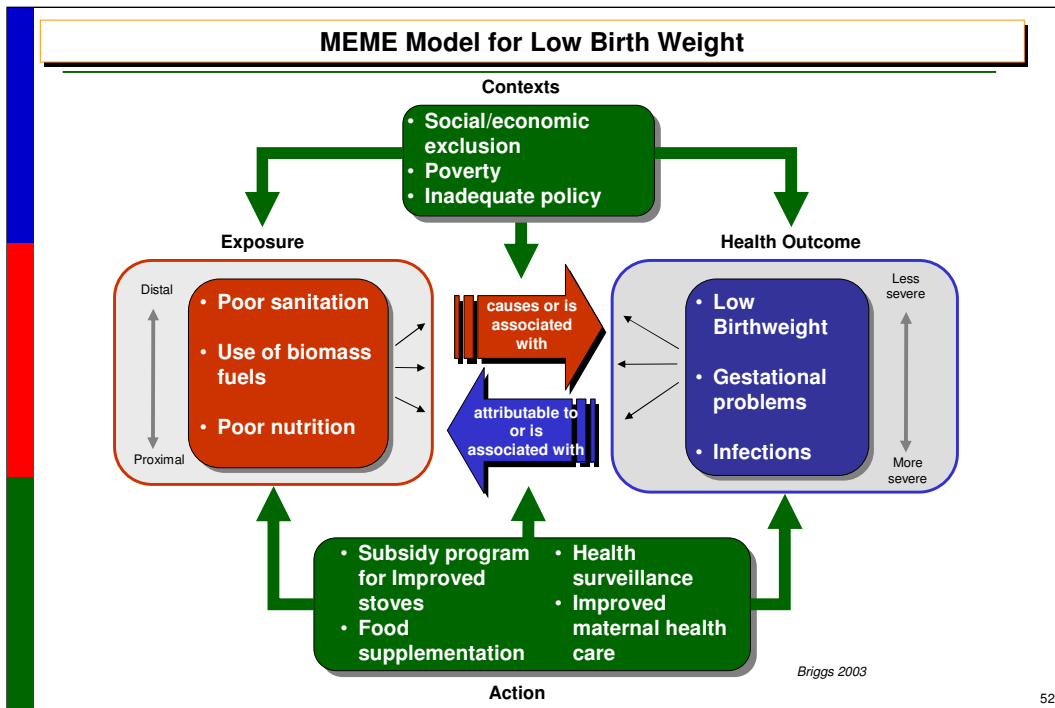 MEME Model for Low Birth Weight
Contexts
• Social/economic
exclusion
• Poverty
• Inadequate policy
Exposure
Distal
Proximal
• Poor sanitation
• Use of biomass
fuels
• Poor nutrition
causes or is
associated
with
attributable to
or is
associated with
Health Outcome
• Low
Birthweight
• Gestational
problems
• Infections
Less
severe
More
severe
• Subsidy program
for Improved
stoves
• Food
supplementation
• Health
surveillance
• Improved
maternal health
care
Action
Briggs 2003
52